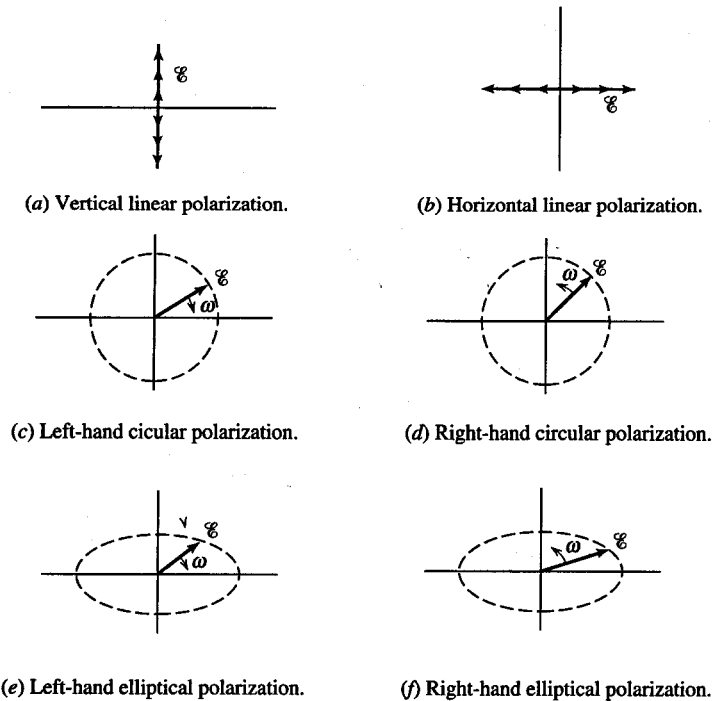 ℰ
ℰ
(a) Vertical linear polarization.
(b) Horizontal linear polarization.
ℰ
ω
ω
ℰ
(c) Left-hand cicular polarization.
(d) Right-hand circular polarization.
ℰ
ω
ω
ℰ
(e) Left-hand elliptical polarization.
(f) Right-hand elliptical polarization.